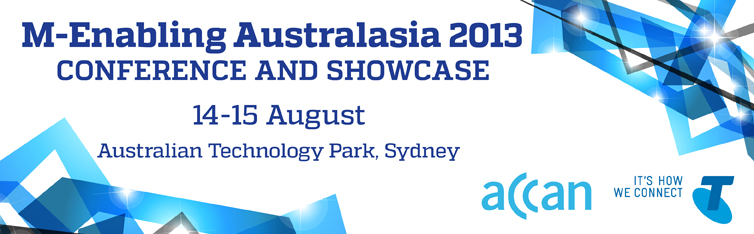 M-Enabling Australasia 2013
CONFERENCE AND SHOWCASE
14-15 August
Australian Technology Park, Sydney
accan
IT'S HOW
WE CONNECT
T